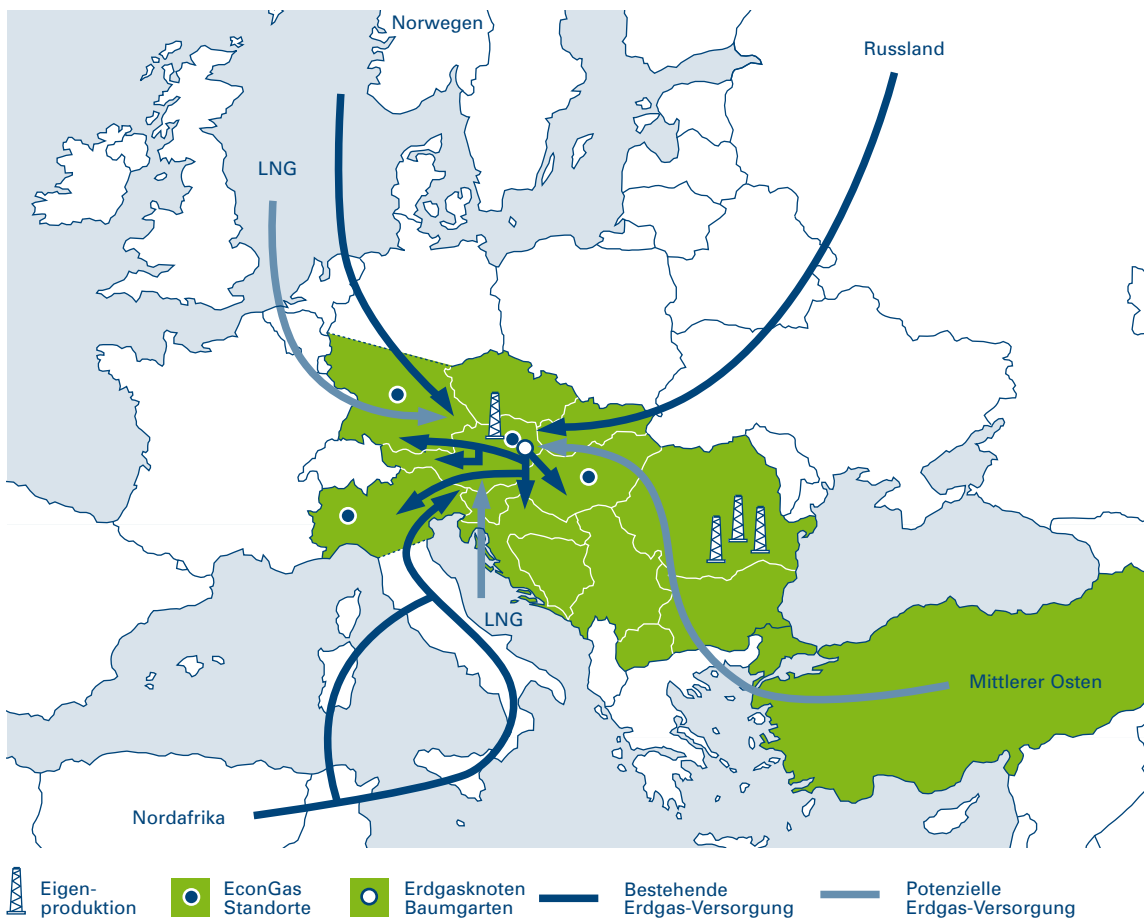 Norwegen
Russland
LNG
LNG
Mittlerer Osten
Nordafrika
Eigen-
produktion
EconGas
Standorte
Erdgasknoten
Baumgarten
Bestehende
Erdgas-Versorgung
Potenzielle
Erdgas-Versorgung